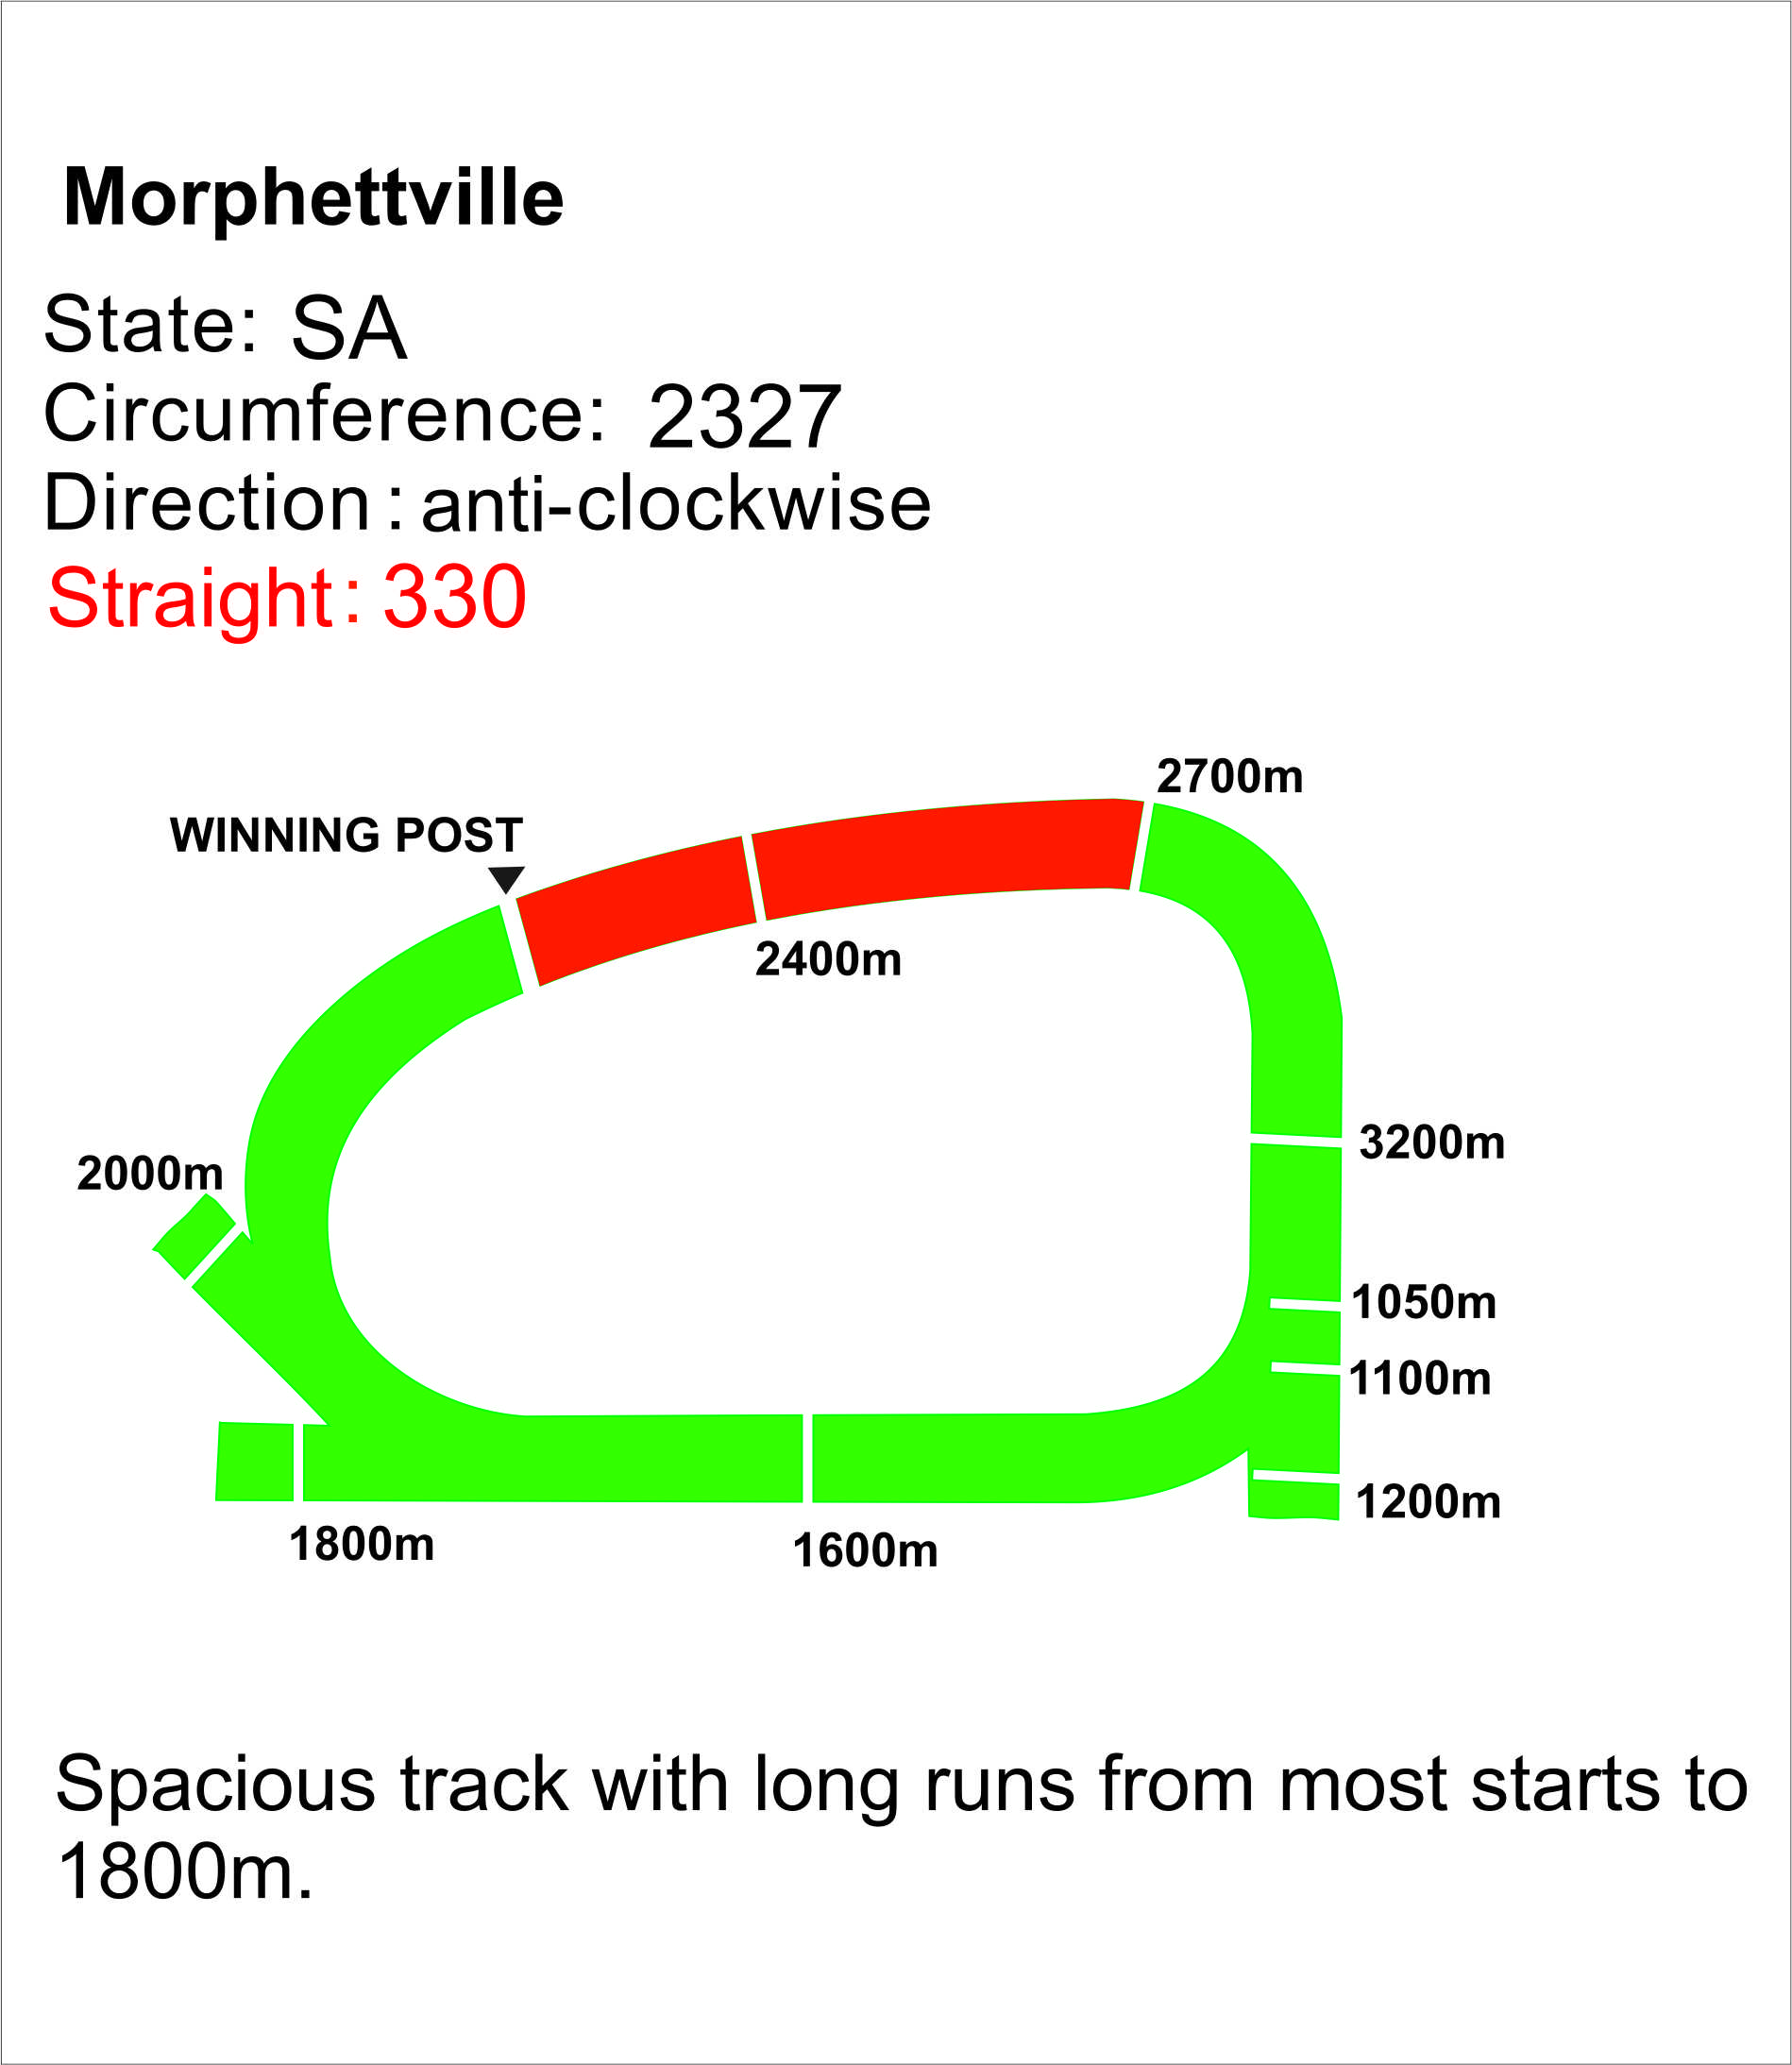 Morphettville
State: SA
Circumference: 2327
Direction : anti-clockwise
Straight : 330
2700m
WINNING POST
2400m
3200m
2000m
1050m
1100m
1200m
1800m
1600m
Spacious track with long runs from most starts to
1800m.